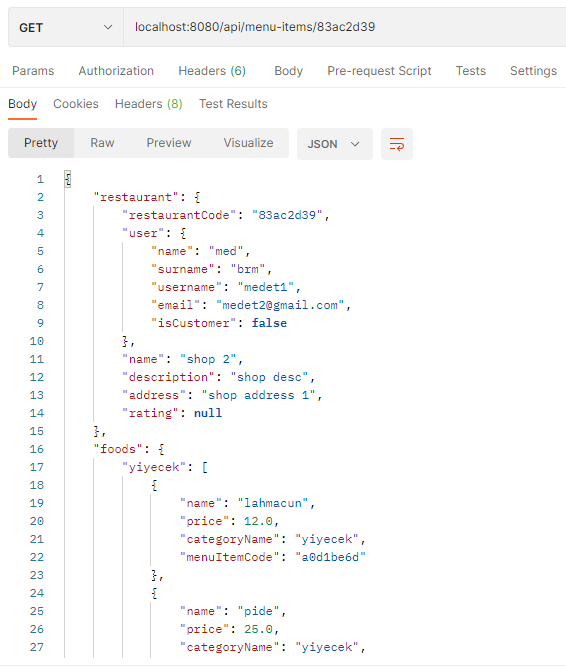 GET localhost:8080/api/menu-items/83ac2d39
Params Authorization Headers (6) Body Pre-request Script Tests Settings
Body Cookies Headers (8) Test Results
Pretty Raw Preview Visualize JSON
1 {
2 "restaurant": {
3 "restaurantCode": "83ac2d39",
4 "user": {
5 "name": "med",
6 "surname": "brm",
7 "username": "medet1",
8 "email": "medet2@gmail.com",
9 "isCustomer": false
10 },
11 "name": "shop 2",
12 "description": "shop desc",
13 "address": "shop address 1",
14 "rating": null
15 },
16 "foods": {
17 "yiyecek": [
18 {
19 "name": "lahmacun",
20 "price": 12.0,
21 "categoryName": "yiyecek",
22 "menuItemCode": "a0d1be6d"
23 },
24 {
25 "name": "pide",
26 "price": 25.0,
27 "categoryName": "yiyecek",